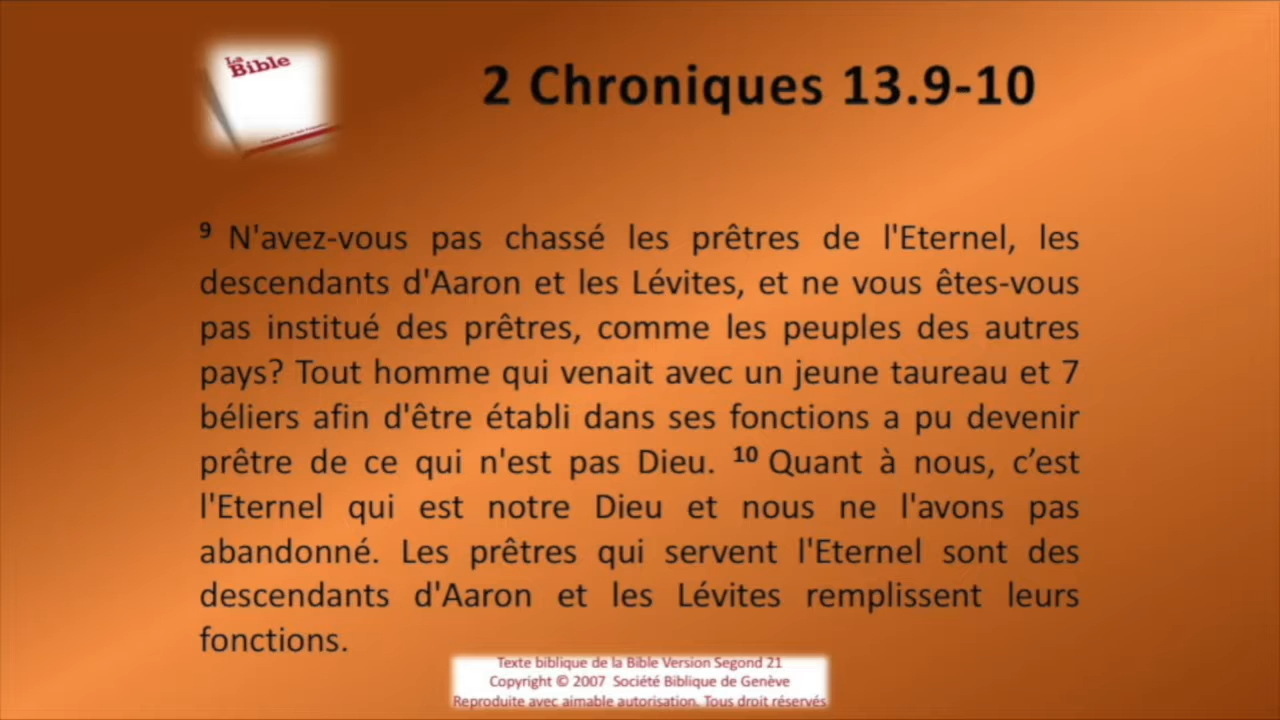 La
Bible
2 Chroniques 13.9-10
9 N'avez-vous pas chassé les prêtres de l'Eternel, les
descendants d'Aaron et les Lévites, et ne vous êtes-vous
pas institué des prêtres, comme les peuples des autres
pays? Tout homme qui venait avec un jeune taureau et 7
béliers afin d'être établi dans ses fonctions a pu devenir
prêtre de ce qui n'est pas Dieu. 10 Quant à nous, c’est
l'Eternel qui est notre Dieu et nous ne l'avons pas
abandonné. Les prêtres qui servent l'Eternel sont des
descendants d'Aaron et les Lévites remplissent leurs
fonctions.
Texte biblique de la Bible Version Segond 21
Copyright © 2007 Société Biblique de Genève
Reproduite avec aimable autorisation. Tous droit réservés